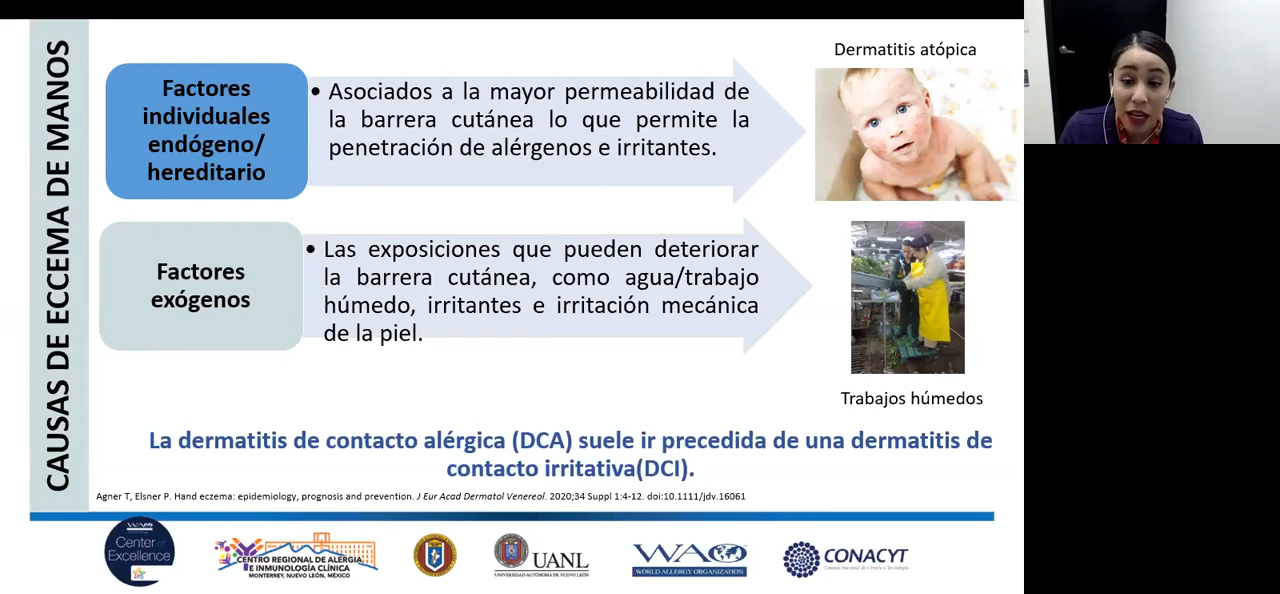 CAUSAS DE ECCEMA DE MANOS
Factores
individuales
endógeno/
hereditario
• Asociados a la mayor permeabilidad de
la barrera cutánea lo que permite la
penetración de alérgenos e irritantes.
Dermatitis atópica
Factores
exógenos
• Las exposiciones que pueden deteriorar
la barrera cutánea, como agua/trabajo
húmedo, irritantes e irritación mecánica
de la piel.
Trabajos húmedos
La dermatitis de contacto alérgica (DCA) suele ir precedida de una dermatitis de
contacto irritativa(DCI).
Agner T, Elsner P. Hand eczema: epidemiology, prognosis and prevention. J Eur Acad Dermatol Venereol. 2020;34 Suppl 1:4-12. doi:10.1111/jdv.16061
WAO
Center of
Excellence
CENTRO REGIONAL DE ALERGIA
E INMUNOLOGÍA CLÍNICA
MONTERREY, NUEVO LEÓN, MÉXICO
UANL
UNIVERSIDAD AUTÓNOMA DE NUEVO LEÓN
WAO
WORLD ALLERGY ORGANIZATION
CONACYT
Consejo Nacional de Ciencia y Tecnología